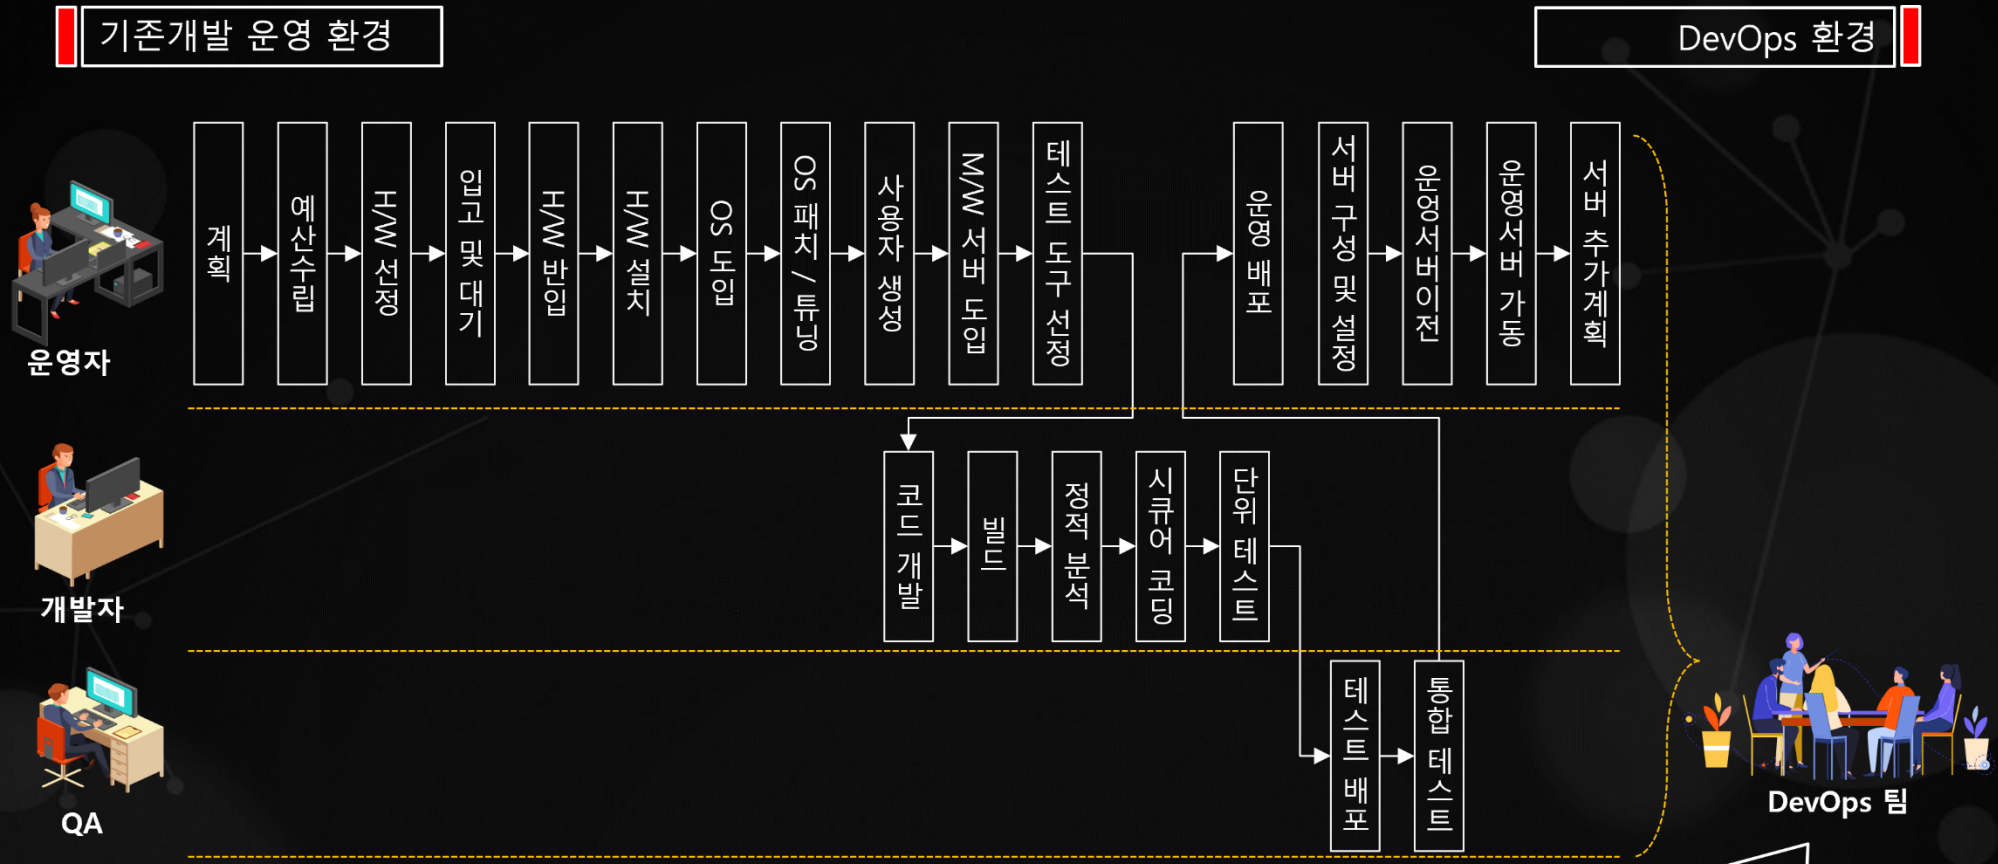 기존개발 운영 환경
DevOps 환경
운영자
계획
예산수립
H/W 선정
입고 및 대기
H/W 반입
H/W 설치
OS 도입
OS 패치 / 튜닝
사용자 생성
M/W 서버 도입
테스트 도구 선정
운영 배포
서버 구성 및 설정
운엉서버이전
운영서버 가동
서버 추가계획
개발자
코드 개발
빌드
정적 분석
시큐어 코딩
단위 테스트
QA
테스트 배포
통합 테스트
DevOps 팀